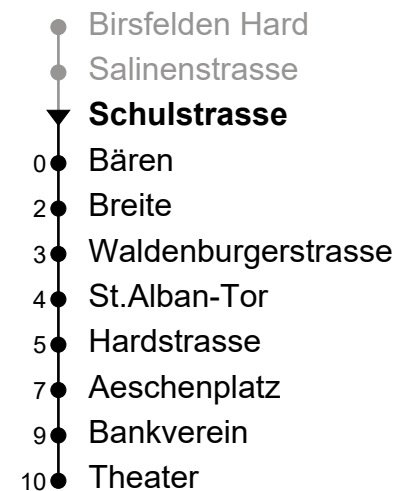 Birsfelden Hard
Salinenstrasse
Schulstrasse
0 Bären
2 Breite
3 Waldenburgerstrasse
4 St.Alban-Tor
5 Hardstrasse
7 Aeschenplatz
9 Bankverein
10 Theater